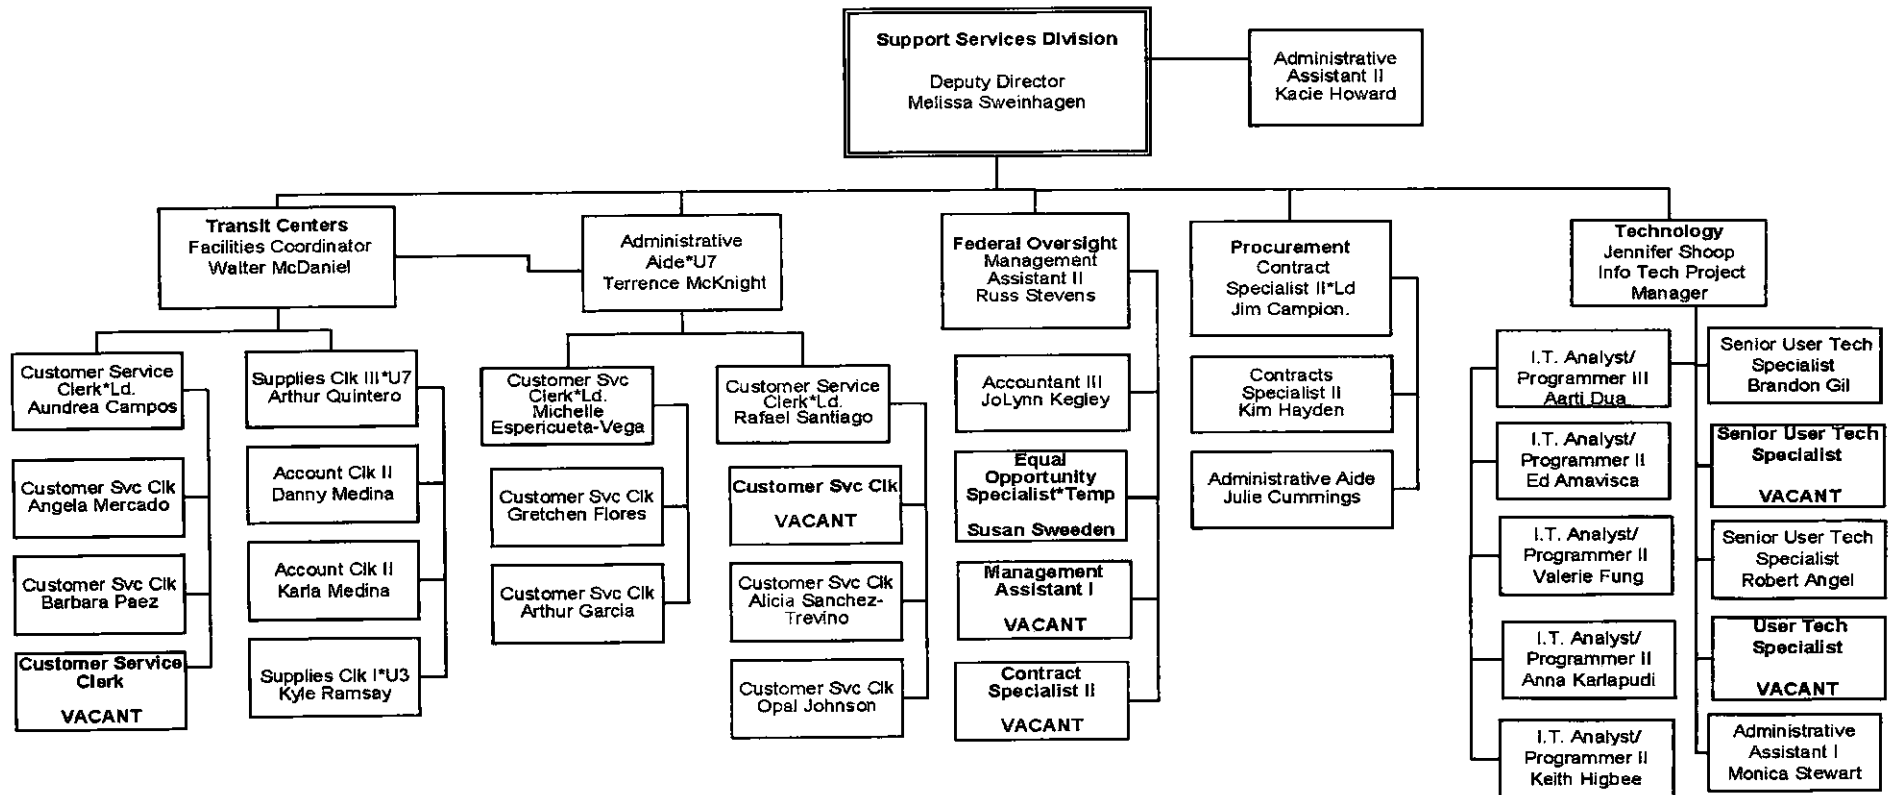 Support Services Division
Deputy Director
Melissa Sweinhagen
Administrative
Assistant II
Kacie Howard
Transit Centers
Facilities Coordinator
Walter McDaniel
Administrative
Aide*U7
Terrence McKnight
Federal Oversight
Management
Assistant II
Russ Stevens
Procurement
Contract
Specialist II*Ld
Jim Campion.
Technology
Jennifer Shoop
Info Tech Project
Manager
Customer Service
Clerk*Ld.
Aundrea Campos
Customer Svc Clk
Angela Mercado
Customer Svc Clk
Barbara Paez
Customer Service
Clerk
VACANT
Supplies Clk III*U7
Arthur Quintero
Account Clk II
Danny Medina
Account Clk II
Karla Medina
Supplies Clk I*U3
Kyle Ramsay
Customer Svc
Clerk*Ld.
Michelle
Espericueta-Vega
Customer Svc Clk
Gretchen Flores
Customer Svc Clk
Arthur Garcia
Customer Service
Clerk*Ld.
Rafael Santiago
Customer Svc Clk
VACANT
Customer Svc Clk
Alicia Sanchez-
Trevino
Customer Svc Clk
Opal Johnson
Accountant III
JoLynn Kegley
Equal
Opportunity
Specialist*Temp
Susan Sweeden
Management
Assistant I
VACANT
Contract
Specialist II
VACANT
Contracts
Specialist II
Kim Hayden
Administrative Aide
Julie Cummings
I.T. Analyst/
Programmer III
Aarti Dua
I.T. Analyst/
Programmer II
Ed Amavisca
I.T. Analyst/
Programmer II
Valerie Fung
I.T. Analyst/
Programmer II
Anna Karlapudi
I.T. Analyst/
Programmer II
Keith Higbee
Senior User Tech
Specialist
Brandon Gil
Senior User Tech
Specialist
VACANT
Senior User Tech
Specialist
Robert Angel
User Tech
Specialist
VACANT
Administrative
Assistant I
Monica Stewart